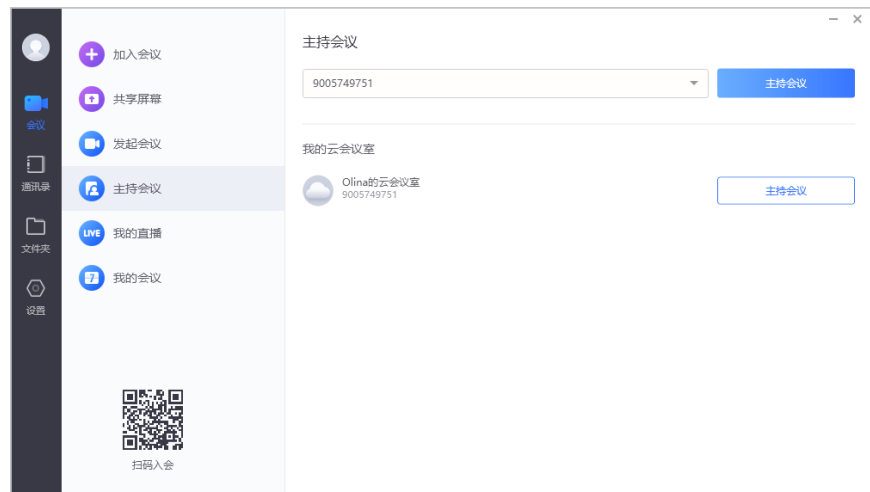 会议
通讯录
文件夹
设置
加入会议
共享屏幕
发起会议
主持会议
LIVE 我的直播
7 我的会议
扫码入会
主持会议
9005749751
主持会议
我的云会议室
Olina的云会议室
9005749751
主持会议